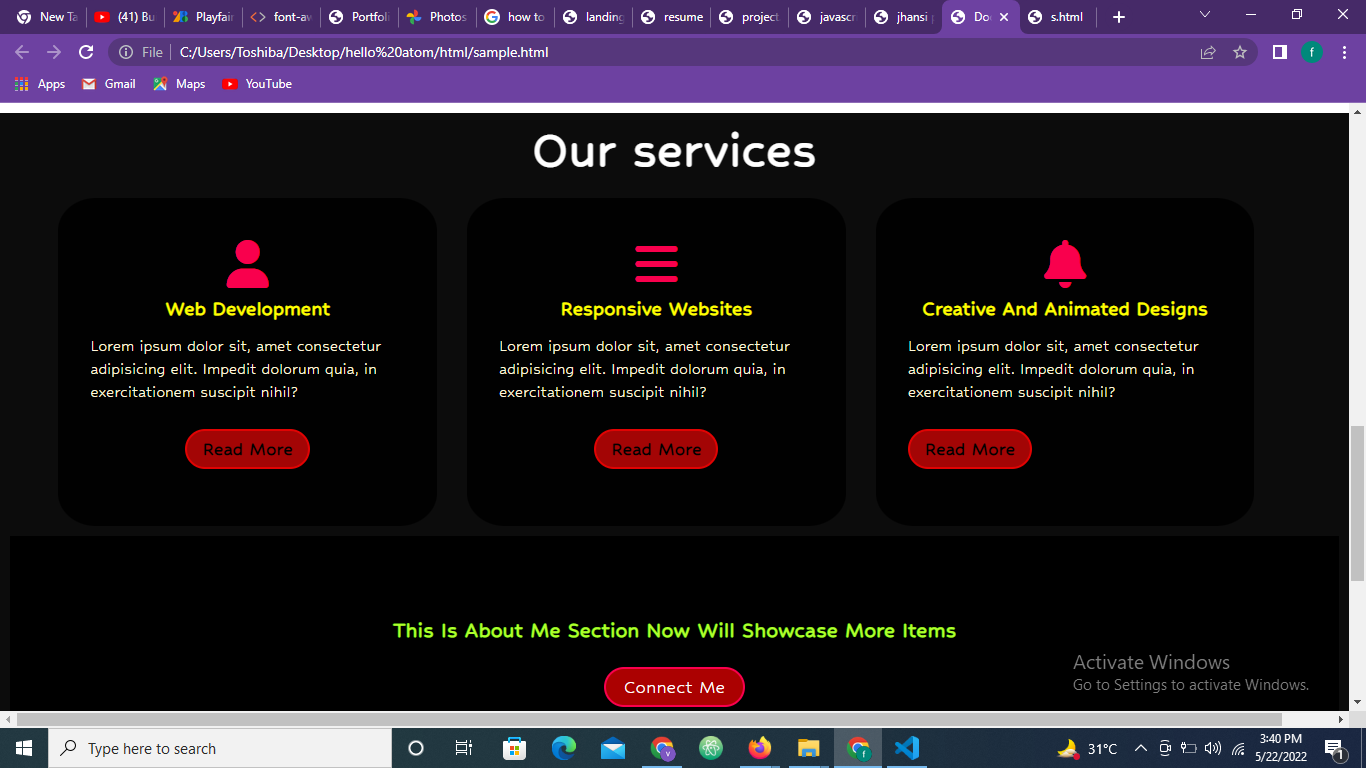 New Ta
(41) Bu
Playfair
font-aw
Portfoli
Photos
how to
landing
resume
project
javascri
jhansi p
Doc
s.html
File
C:/Users/Toshiba/Desktop/hello%20atom/html/sample.html
f
Apps
Gmail
Maps
YouTube
Our services
Web Development
Lorem ipsum dolor sit, amet consectetur
adipisicing elit. Impedit dolorum quia, in
exercitationem suscipit nihil?
Read More
Responsive Websites
Lorem ipsum dolor sit, amet consectetur
adipisicing elit. Impedit dolorum quia, in
exercitationem suscipit nihil?
Read More
Creative And Animated Designs
Lorem ipsum dolor sit, amet consectetur
adipisicing elit. Impedit dolorum quia, in
exercitationem suscipit nihil?
Read More
This Is About Me Section Now Will Showcase More Items
Connect Me
Activate Windows
Go to Settings to activate Windows.
Type here to search
31°C
3:40 PM
5/22/2022
1